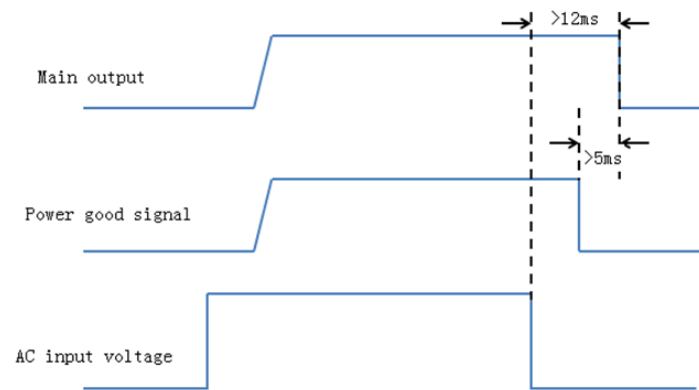 >12ms
Main output
>5ms
Power good signal
AC input voltage